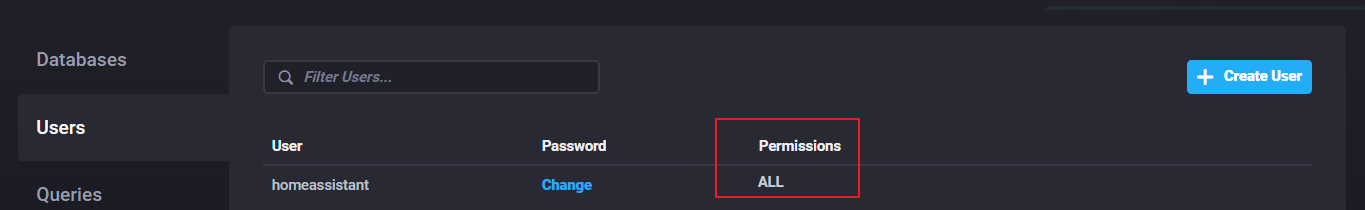 Databases
Users
Queries
Filter Users...
Create User
User Password Permissions
homeassistant Change ALL